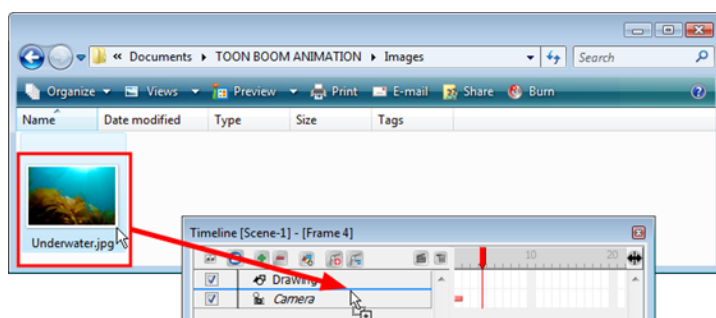 « Documents ▸ TOON BOOM ANIMATION ▸ Images Search
Organize Views Preview Print E-mail Share Burn
Name Date modified Type Size Tags
Underwater.jpg
Timeline [Scene-1] - [Frame 4]
10 20
Drawing
Camera